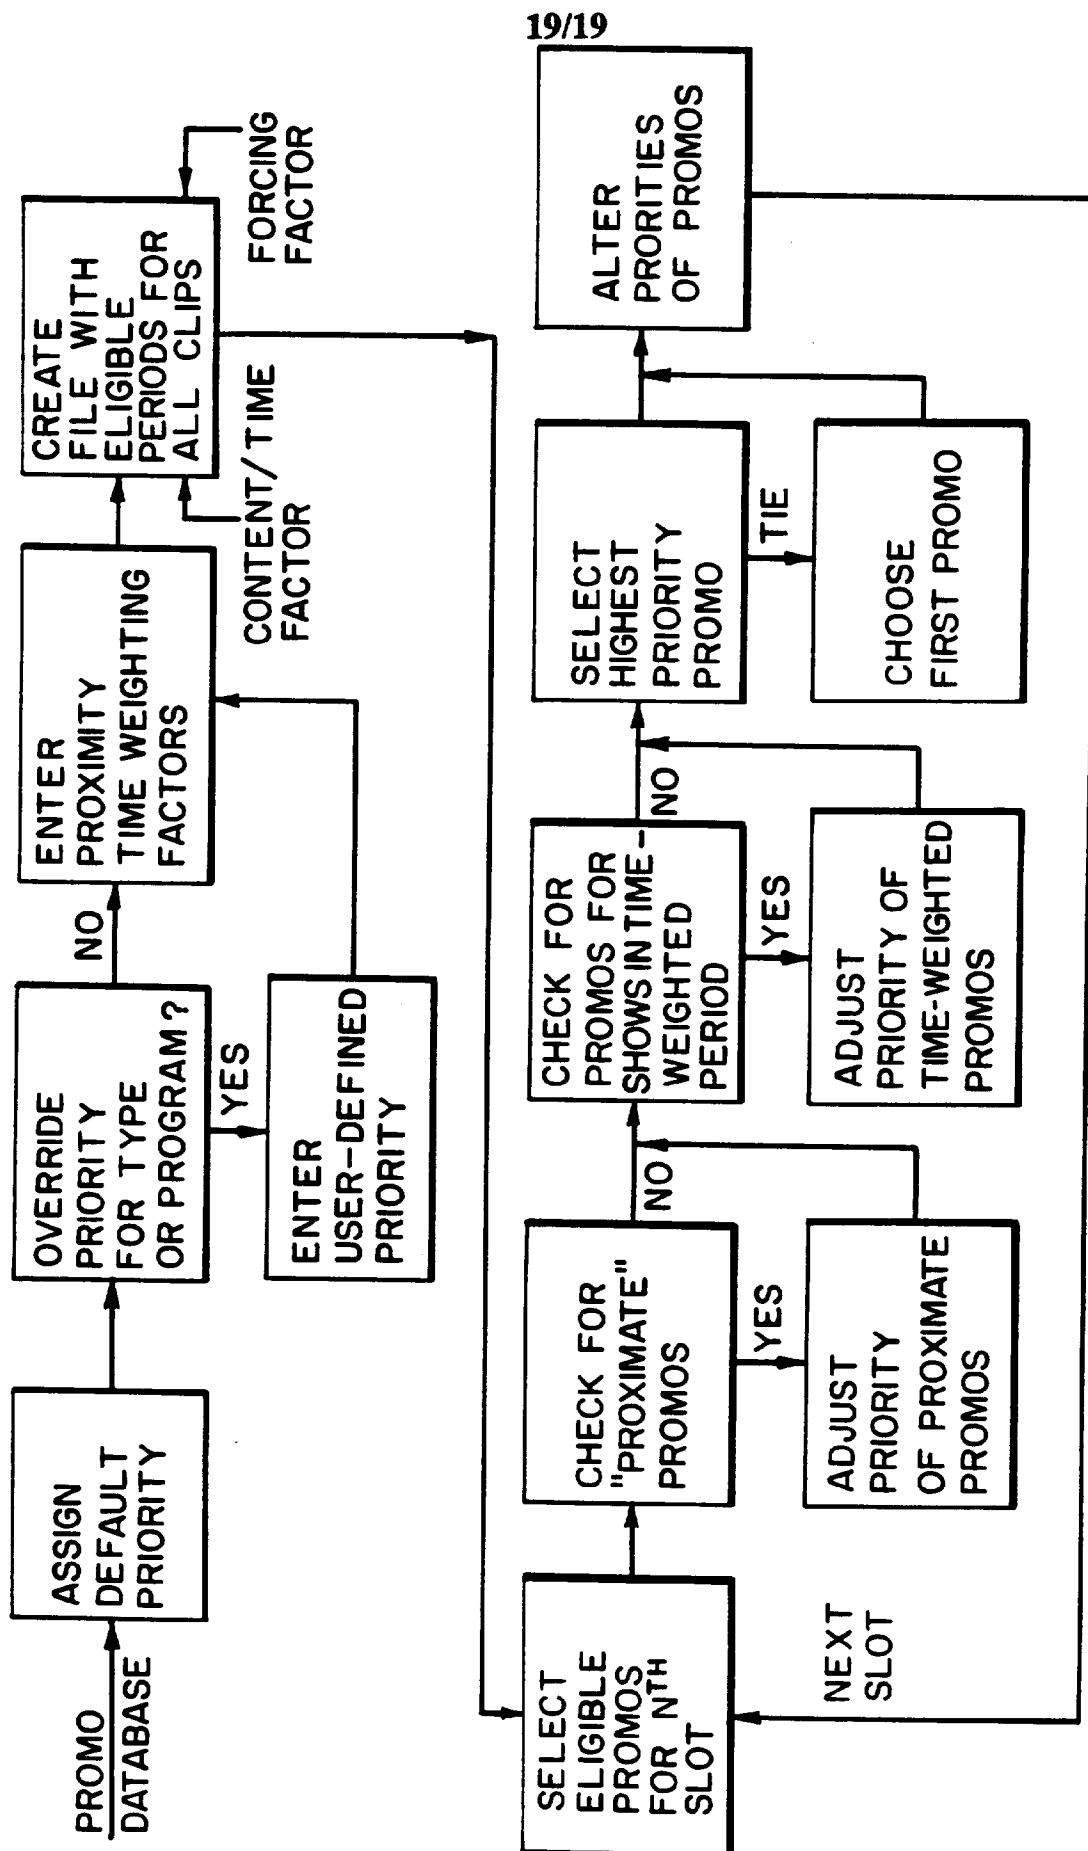 19/19
PROMO
DATABASE
ASSIGN
DEFAULT
PRIORITY
OVERRIDE
PRIORITY
FOR TYPE
OR PROGRAM?
NO
YES
ENTER
USER-DEFINED
PRIORITY
ENTER
PROXIMITY
TIME WEIGHTING
FACTORS
CREATE
FILE WITH
ELIGIBLE
PERIODS FOR
ALL CLIPS
CONTENT/TIME
FACTOR
FORCING
FACTOR
SELECT
ELIGIBLE
PROMOS
FOR NTH
SLOT
NEXT
SLOT
CHECK FOR
"PROXIMATE"
PROMOS
NO
YES
ADJUST
PRIORITY
OF PROXIMATE
PROMOS
CHECK FOR
PROMOS FOR
SHOWS IN TIME-
WEIGHTED
PERIOD
NO
YES
ADJUST
PRIORITY OF
TIME-WEIGHTED
PROMOS
SELECT
HIGHEST
PRIORITY
PROMO
TIE
CHOOSE
FIRST PROMO
ALTER
PRORITIES
OF PROMOS